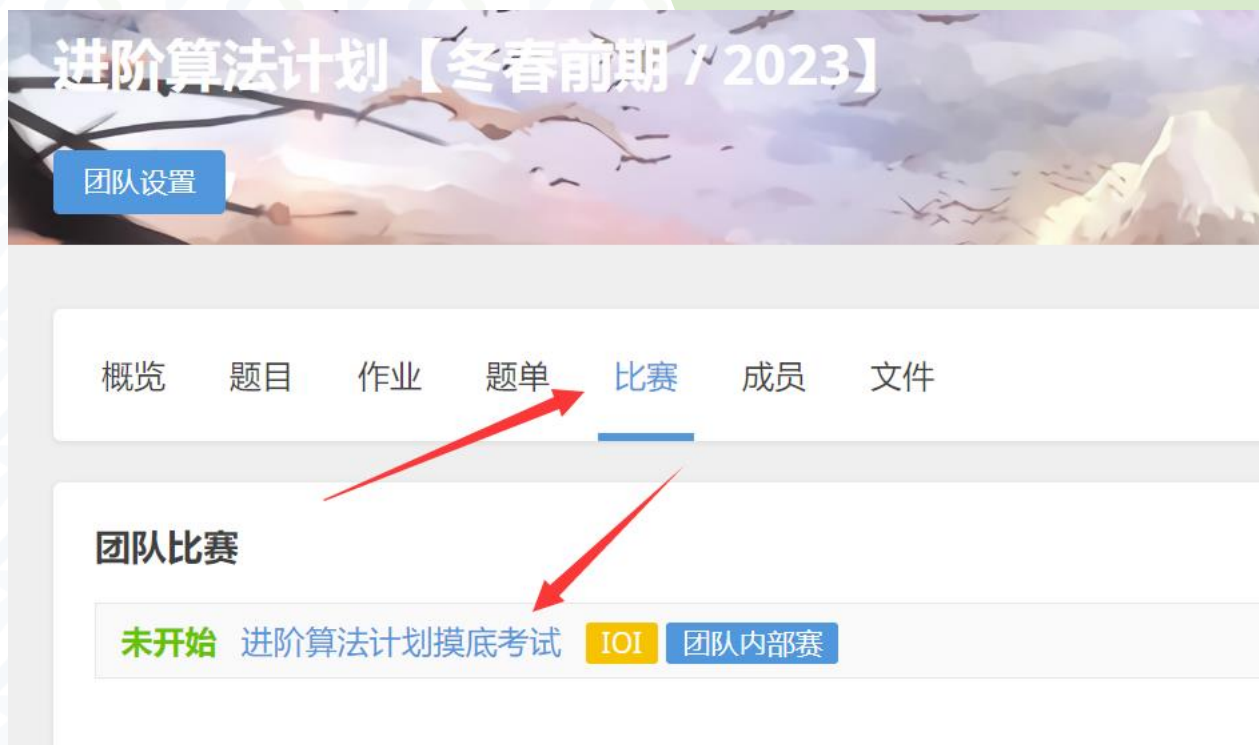 进阶算法计划【冬春前期 / 2023】
团队设置
概览 题目 作业 题单 比赛 成员 文件
团队比赛
未开始 进阶算法计划摸底考试 IOI 团队内部赛